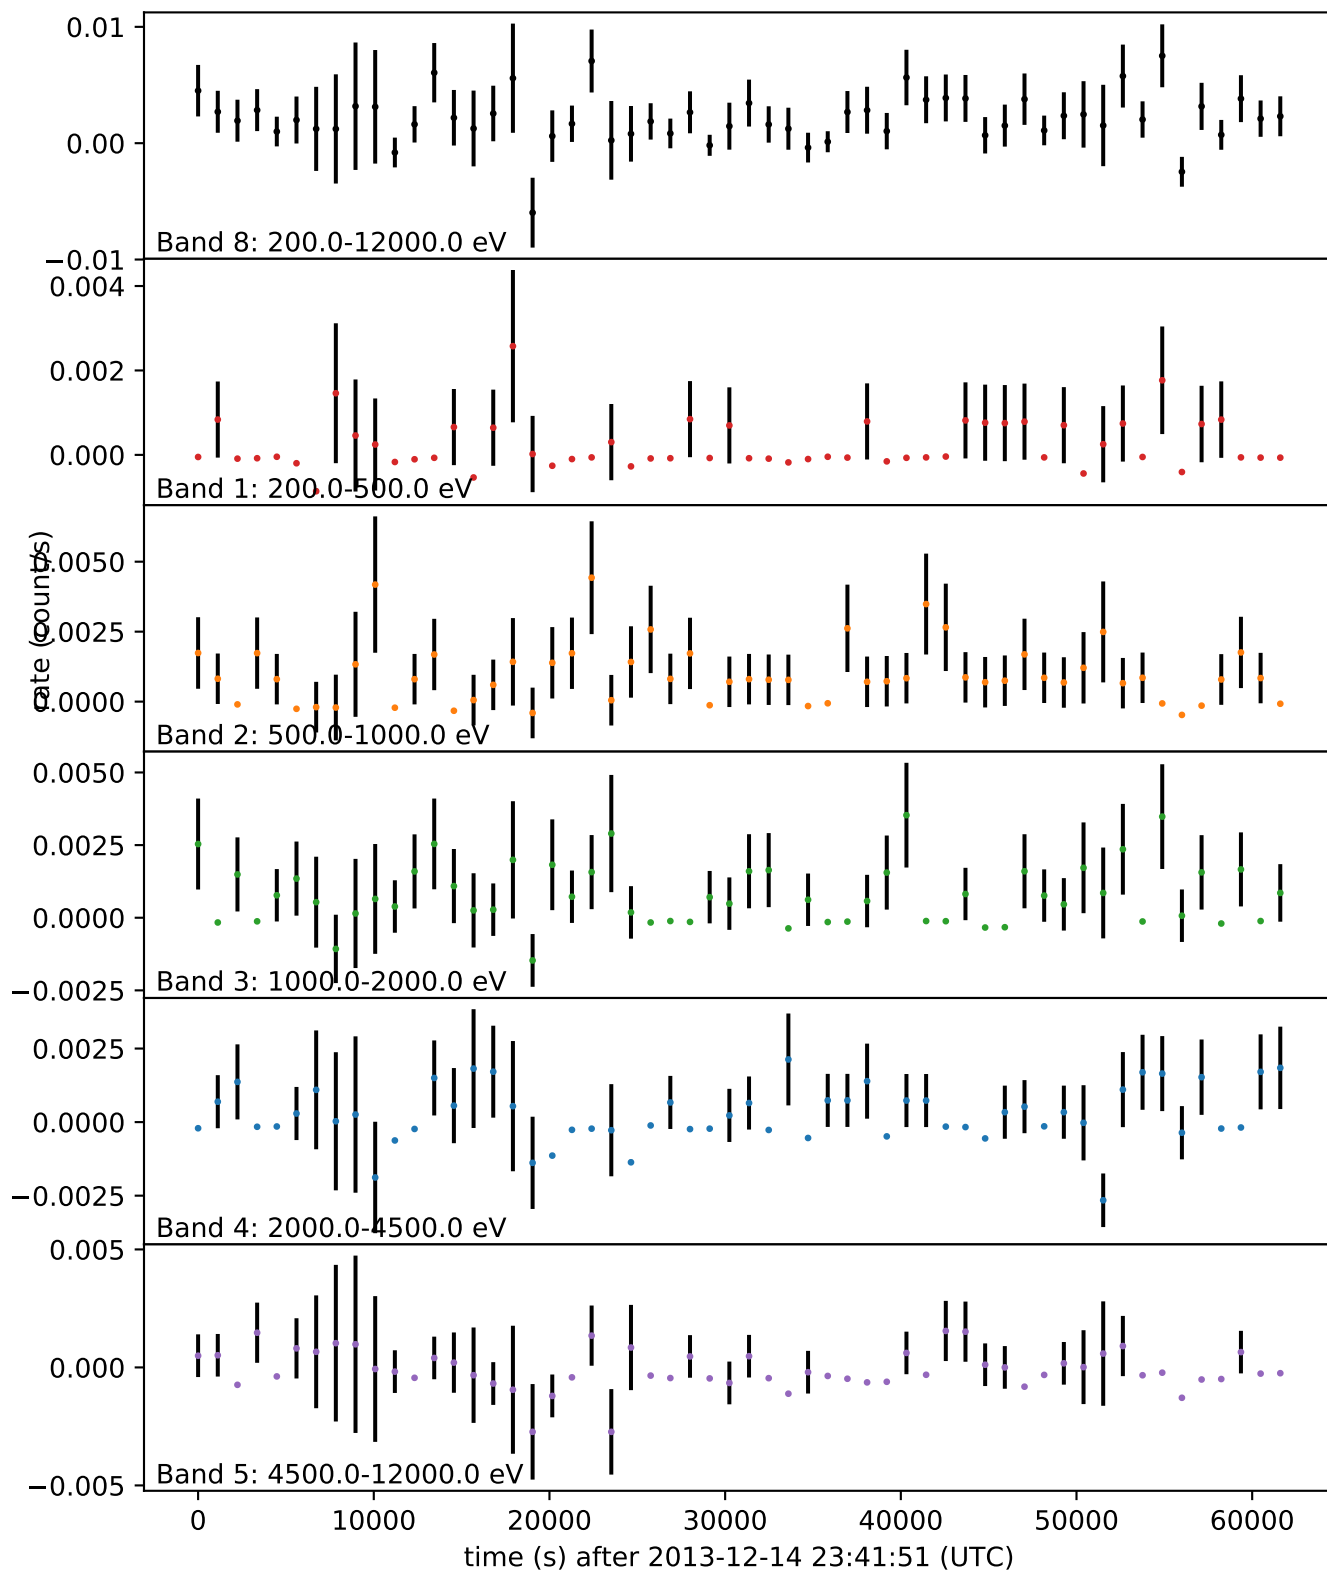 0.01
0.00
−0.01
Band 8: 200.0-12000.0 eV
0.004
0.002
0.000
Band 1: 200.0-500.0 eV
rate (count/s)
0.0050
0.0025
0.0000
Band 2: 500.0-1000.0 eV
0.0050
0.0025
0.0000
−0.0025
Band 3: 1000.0-2000.0 eV
0.0025
0.0000
−0.0025
Band 4: 2000.0-4500.0 eV
0.005
0.000
−0.005
Band 5: 4500.0-12000.0 eV
0 10000 20000 30000 40000 50000 60000
time (s) after 2013-12-14 23:41:51 (UTC)